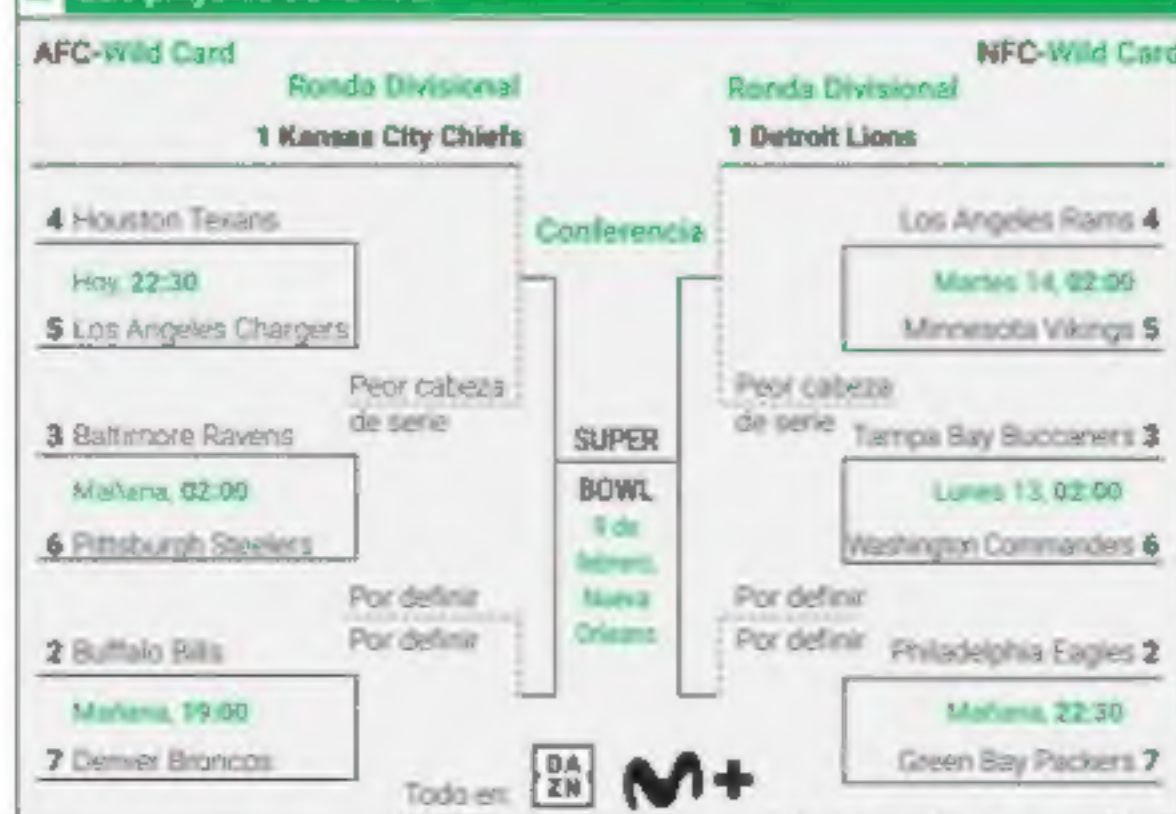 AFC-Wild Card
NFC-Wild Card
Ronda Divisional
Ronda Divisional
1 Kansas City Chiefs
1 Detroit Lions
4 Houston Texans
Hoy, 22:30
5 Los Angeles Chargers
3 Baltimore Ravens
Mañana, 02:00
6 Pittsburgh Steelers
2 Buffalo Bills
Mañana, 19:00
7 Denver Broncos
Peor cabeza
de serie
Por definir
Por definir
Conferencia
SUPER
BOWL
9 de
febrero,
Nueva
Orleans
Peor cabeza
de serie
Por definir
Por definir
Los Angeles Rams 4
Martes 14, 02:00
Minnesota Vikings 5
Tampa Bay Buccaneers 3
Lunes 13, 02:00
Washington Commanders 6
Philadelphia Eagles 2
Mañana, 22:30
Green Bay Packers 7
Todo en:
DA
ZN
M+